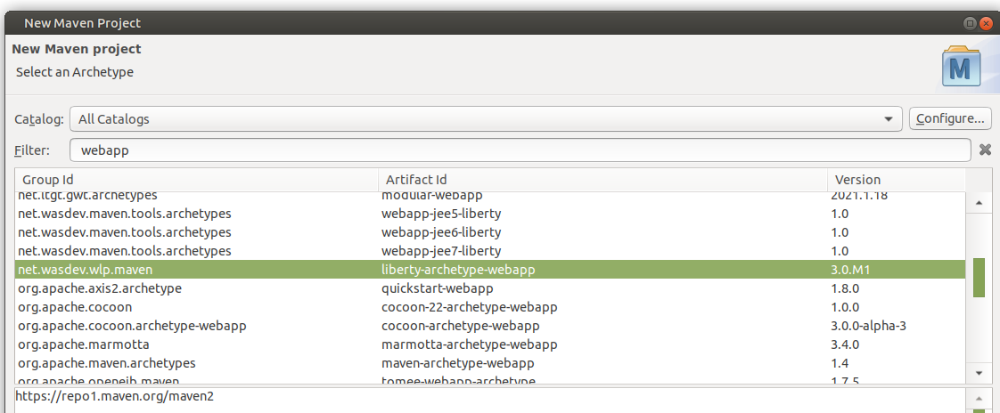 New Maven Project
New Maven project
Select an Archetype
M
Catalog: All Catalogs Configure...
Filter: webapp
Group Id Artifact Id Version
net.ltgt.gwt.archetypes modular-webapp 2021.1.18
net.wasdev.maven.tools.archetypes webapp-jee5-liberty 1.0
net.wasdev.maven.tools.archetypes webapp-jee6-liberty 1.0
net.wasdev.maven.tools.archetypes webapp-jee7-liberty 1.0
net.wasdev.wlp.maven liberty-archetype-webapp 3.0.M1
org.apache.axis2.archetype quickstart-webapp 1.8.0
org.apache.cocoon cocoon-22-archetype-webapp 1.0.0
org.apache.cocoon.archetype-webapp cocoon-archetype-webapp 3.0.0-alpha-3
org.apache.marmotta marmotta-archetype-webapp 3.4.0
org.apache.maven.archetypes maven-archetype-webapp 1.4
org.apache.openejb.maven tomee-webapp-archetype 1.7.5
https://repo1.maven.org/maven2